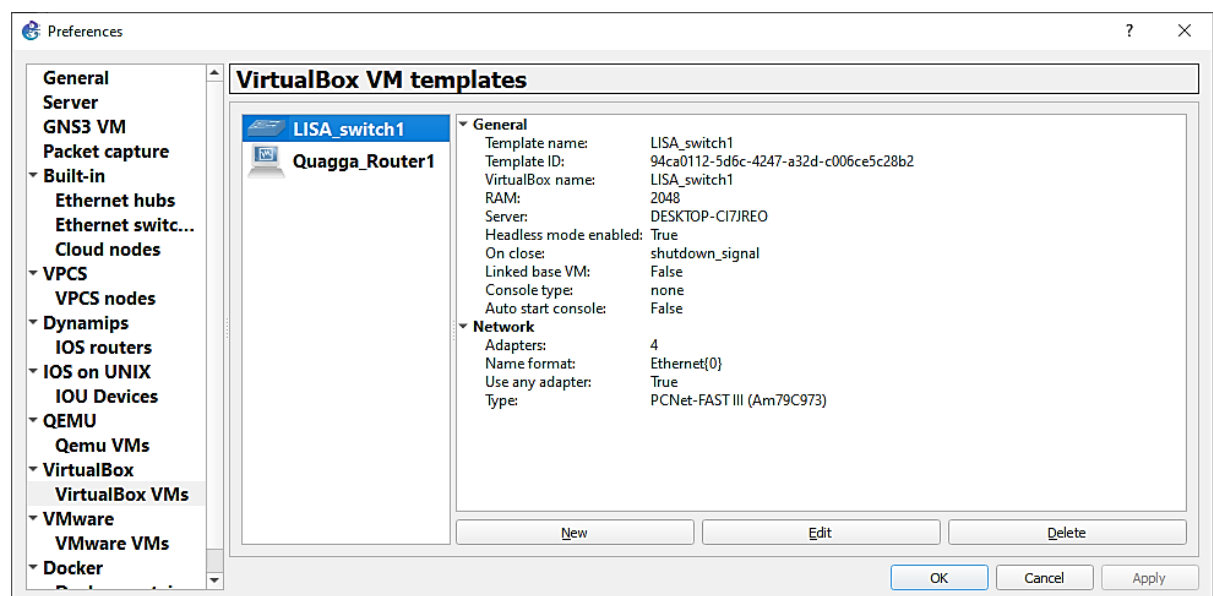 Preferences
?
General
Server
GNS3 VM
Packet capture
Built-in
Ethernet hubs
Ethernet switc...
Cloud nodes
VPCS
VPCS nodes
Dynamips
IOS routers
IOS on UNIX
IOU Devices
QEMU
Qemu VMs
VirtualBox
VirtualBox VMs
VMware
VMware VMs
Docker
VirtualBox VM templates
LISA_switch1
Quagga_Router1
General
Template name: LISA_switch1
Template ID: 94ca0112-5d6c-4247-a32d-c006ce5c28b2
VirtualBox name: LISA_switch1
RAM: 2048
Server: DESKTOP-CI7JREO
Headless mode enabled: True
On close: shutdown_signal
Linked base VM: False
Console type: none
Auto start console: False
Network
Adapters: 4
Name format: Ethernet{0}
Use any adapter: True
Type: PCNet-FAST III (Am79C973)
New Edit Delete
OK Cancel Apply